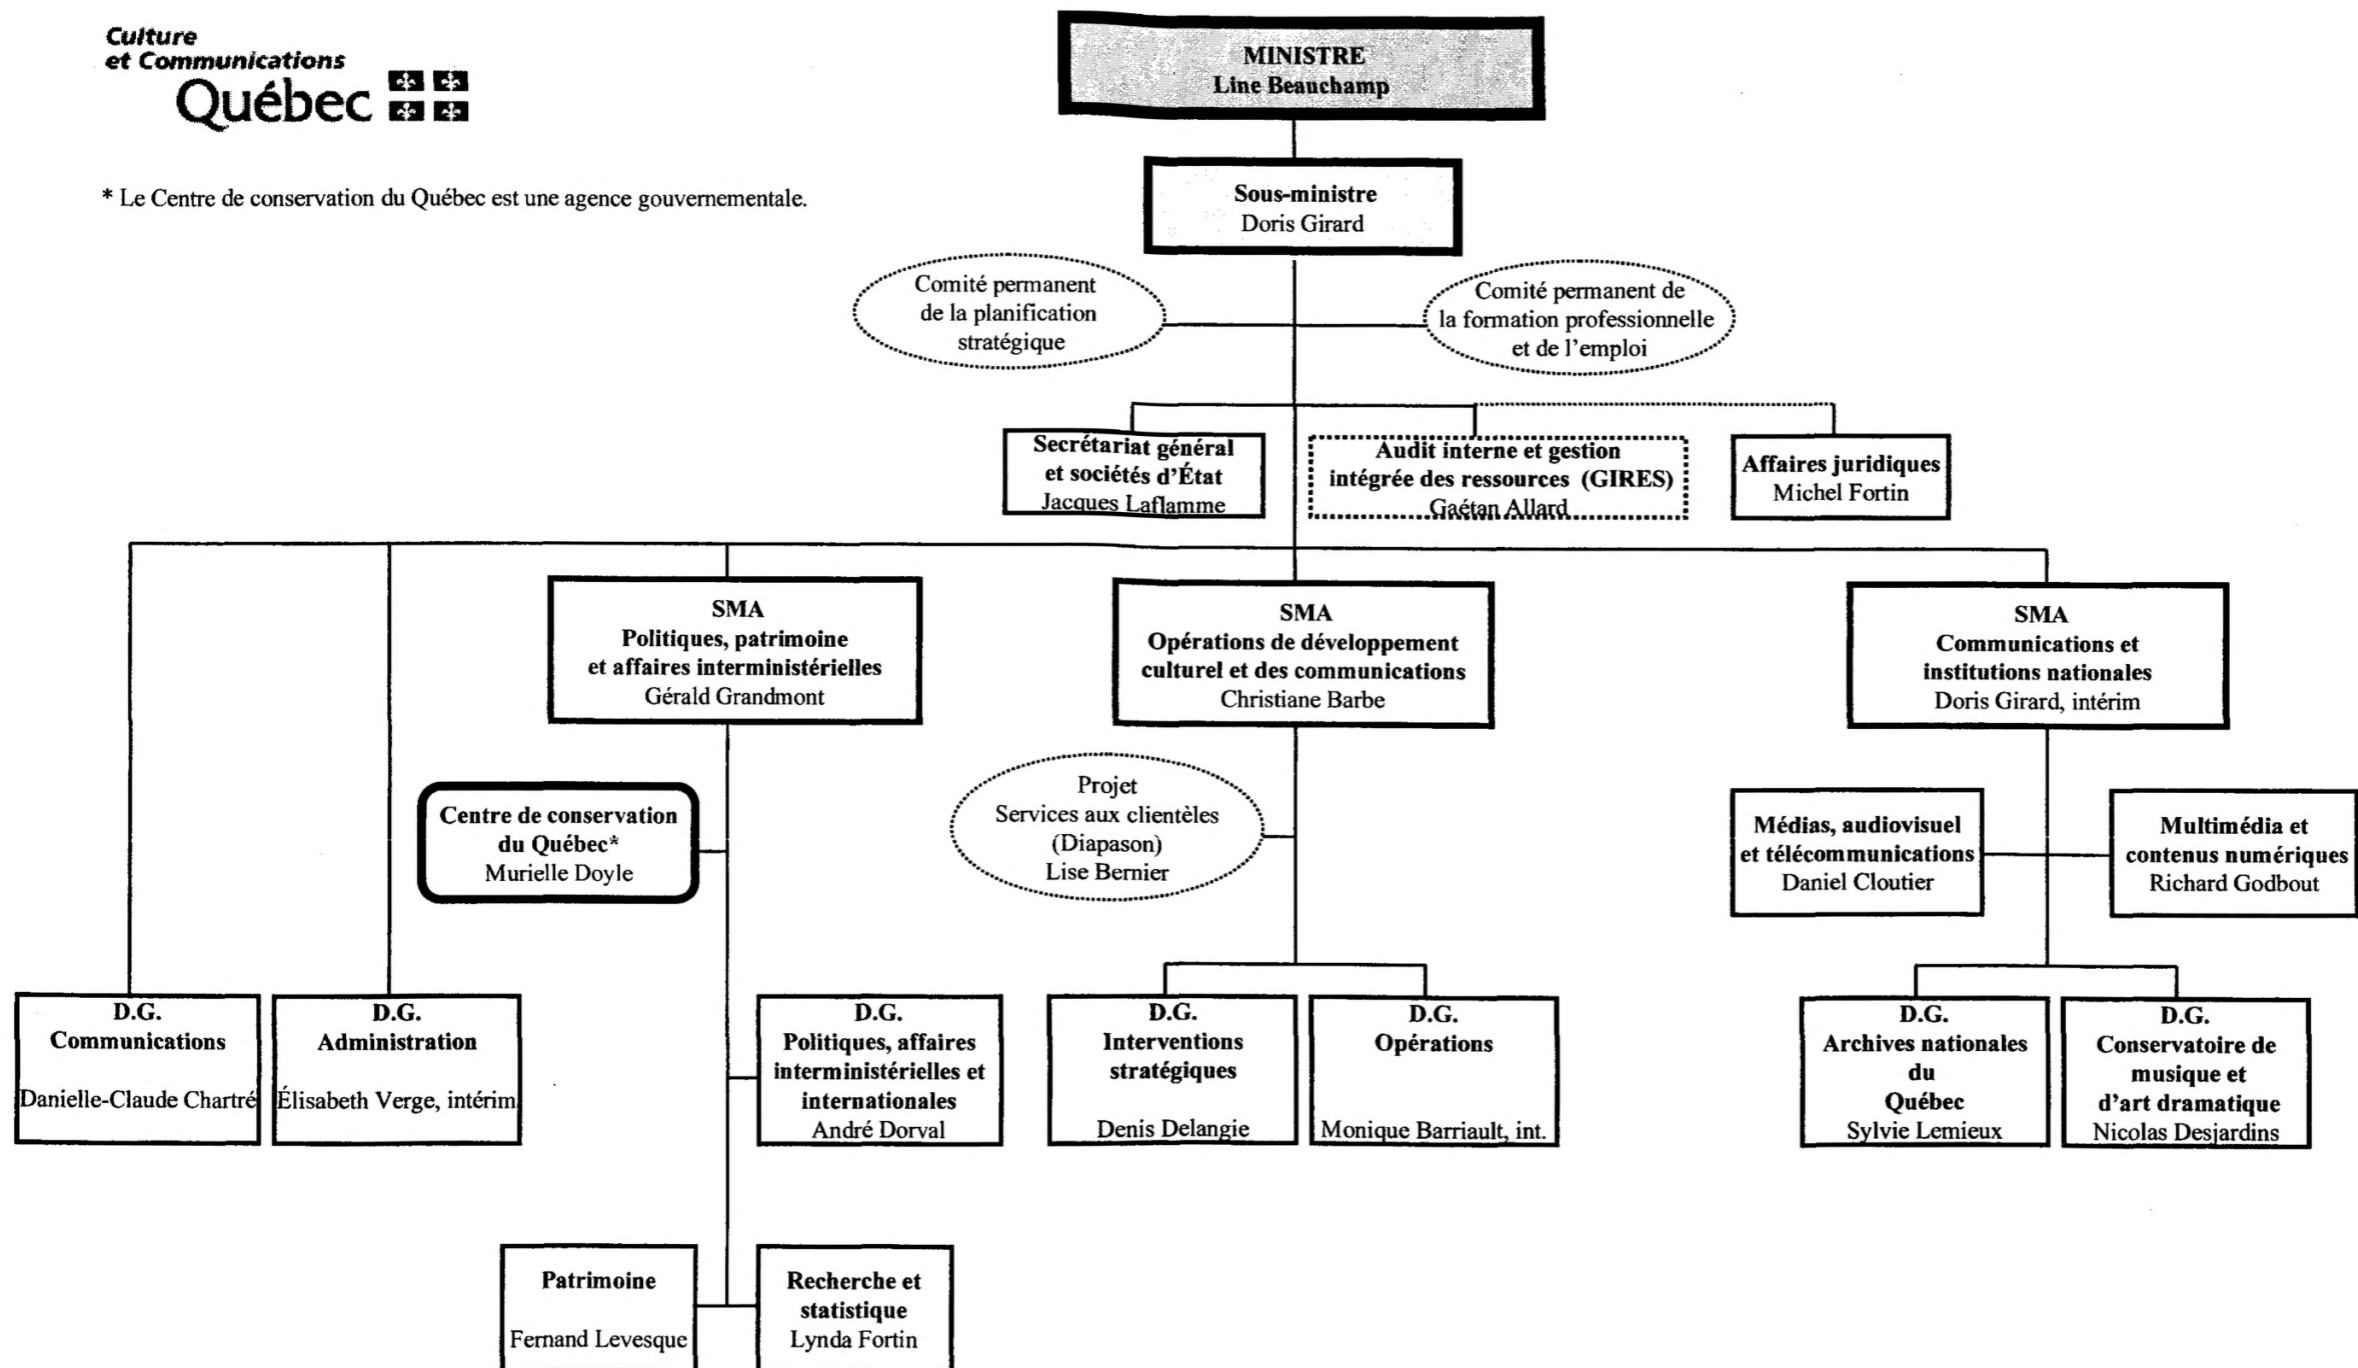 Culture
et Communications
Québec
* Le Centre de conservation du Québec est une agence gouvernementale.
MINISTRE
Line Beauchamp
Sous-ministre
Doris Girard
Comité permanent
de la planification
stratégique
Comité permanent de
la formation professionnelle
et de l'emploi
Secrétariat général
et sociétés d'État
Jacques Laflamme
Audit interne et gestion
intégrée des ressources (GIRES)
Gaétan Allard
Affaires juridiques
Michel Fortin
SMA
Politiques, patrimoine
et affaires interministérielles
Gérald Grandmont
SMA
Opérations de développement
culturel et des communications
Christiane Barbe
SMA
Communications et
institutions nationales
Doris Girard, intérim
Centre de conservation
du Québec*
Murielle Doyle
Projet
Services aux clientèles
(Diapason)
Lise Bernier
Médias, audiovisuel
et télécommunications
Daniel Cloutier
Multimédia et
contenus numériques
Richard Godbout
D.G.
Communications
Danielle-Claude Chartré
D.G.
Administration
Élisabeth Verge, intérim
D.G.
Politiques, affaires
interministérielles et
internationales
André Dorval
D.G.
Interventions
stratégiques
Denis Delangie
D.G.
Opérations
Monique Barriault, int.
D.G.
Archives nationales
du
Québec
Sylvie Lemieux
D.G.
Conservatoire de
musique et
d'art dramatique
Nicolas Desjardins
Patrimoine
Fernand Levesque
Recherche et
statistique
Lynda Fortin